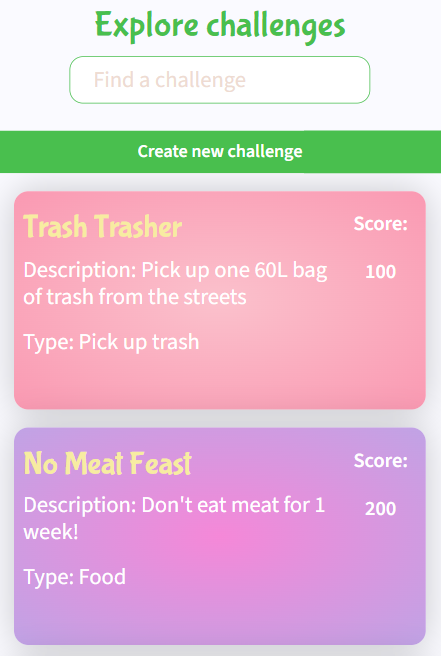 Explore challenges
Find a challenge
Create new challenge
Trash Trasher
Score:
Description: Pick up one 60L bag
100
of trash from the streets
Type: Pick up trash
No Meat Feast
Score:
Description: Don't eat meat for 1
200
week!
Type: Food